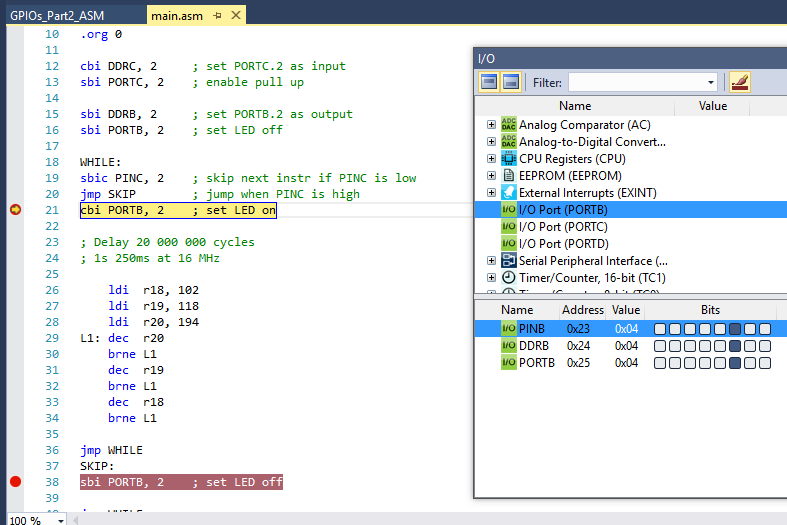 GPIOs_Part2_ASM main.asm
10 .org 0
11
12 cbi DDRC, 2 ; set PORTC.2 as input
13 sbi PORTC, 2 ; enable pull up
14
15 sbi DDRB, 2 ; set PORTB.2 as output
16 sbi PORTB, 2 ; set LED off
17
18 WHILE:
19 sbic PINC, 2 ; skip next instr if PINC is low
20 jmp SKIP ; jump when PINC is high
21 cbi PORTB, 2 ; set LED on
22
23 ; Delay 20 000 000 cycles
24 ; 1s 250ms at 16 MHz
25
26 ldi r18, 102
27 ldi r19, 118
28 ldi r20, 194
29 L1: dec r20
30 brne L1
31 dec r19
32 brne L1
33 dec r18
34 brne L1
35
36 jmp WHILE
37 SKIP:
38 sbi PORTB, 2 ; set LED off
39
100 %
I/O
Filter:
Name Value
Analog Comparator (AC)
Analog-to-Digital Convert...
CPU Registers (CPU)
EEPROM (EEPROM)
External Interrupts (EXINT)
I/O Port (PORTB)
I/O Port (PORTC)
I/O Port (PORTD)
Serial Peripheral Interface (...
Timer/Counter, 16-bit (TC1)
Name Address Value Bits
PINB 0x23 0x04
DDRB 0x24 0x04
PORTB 0x25 0x04